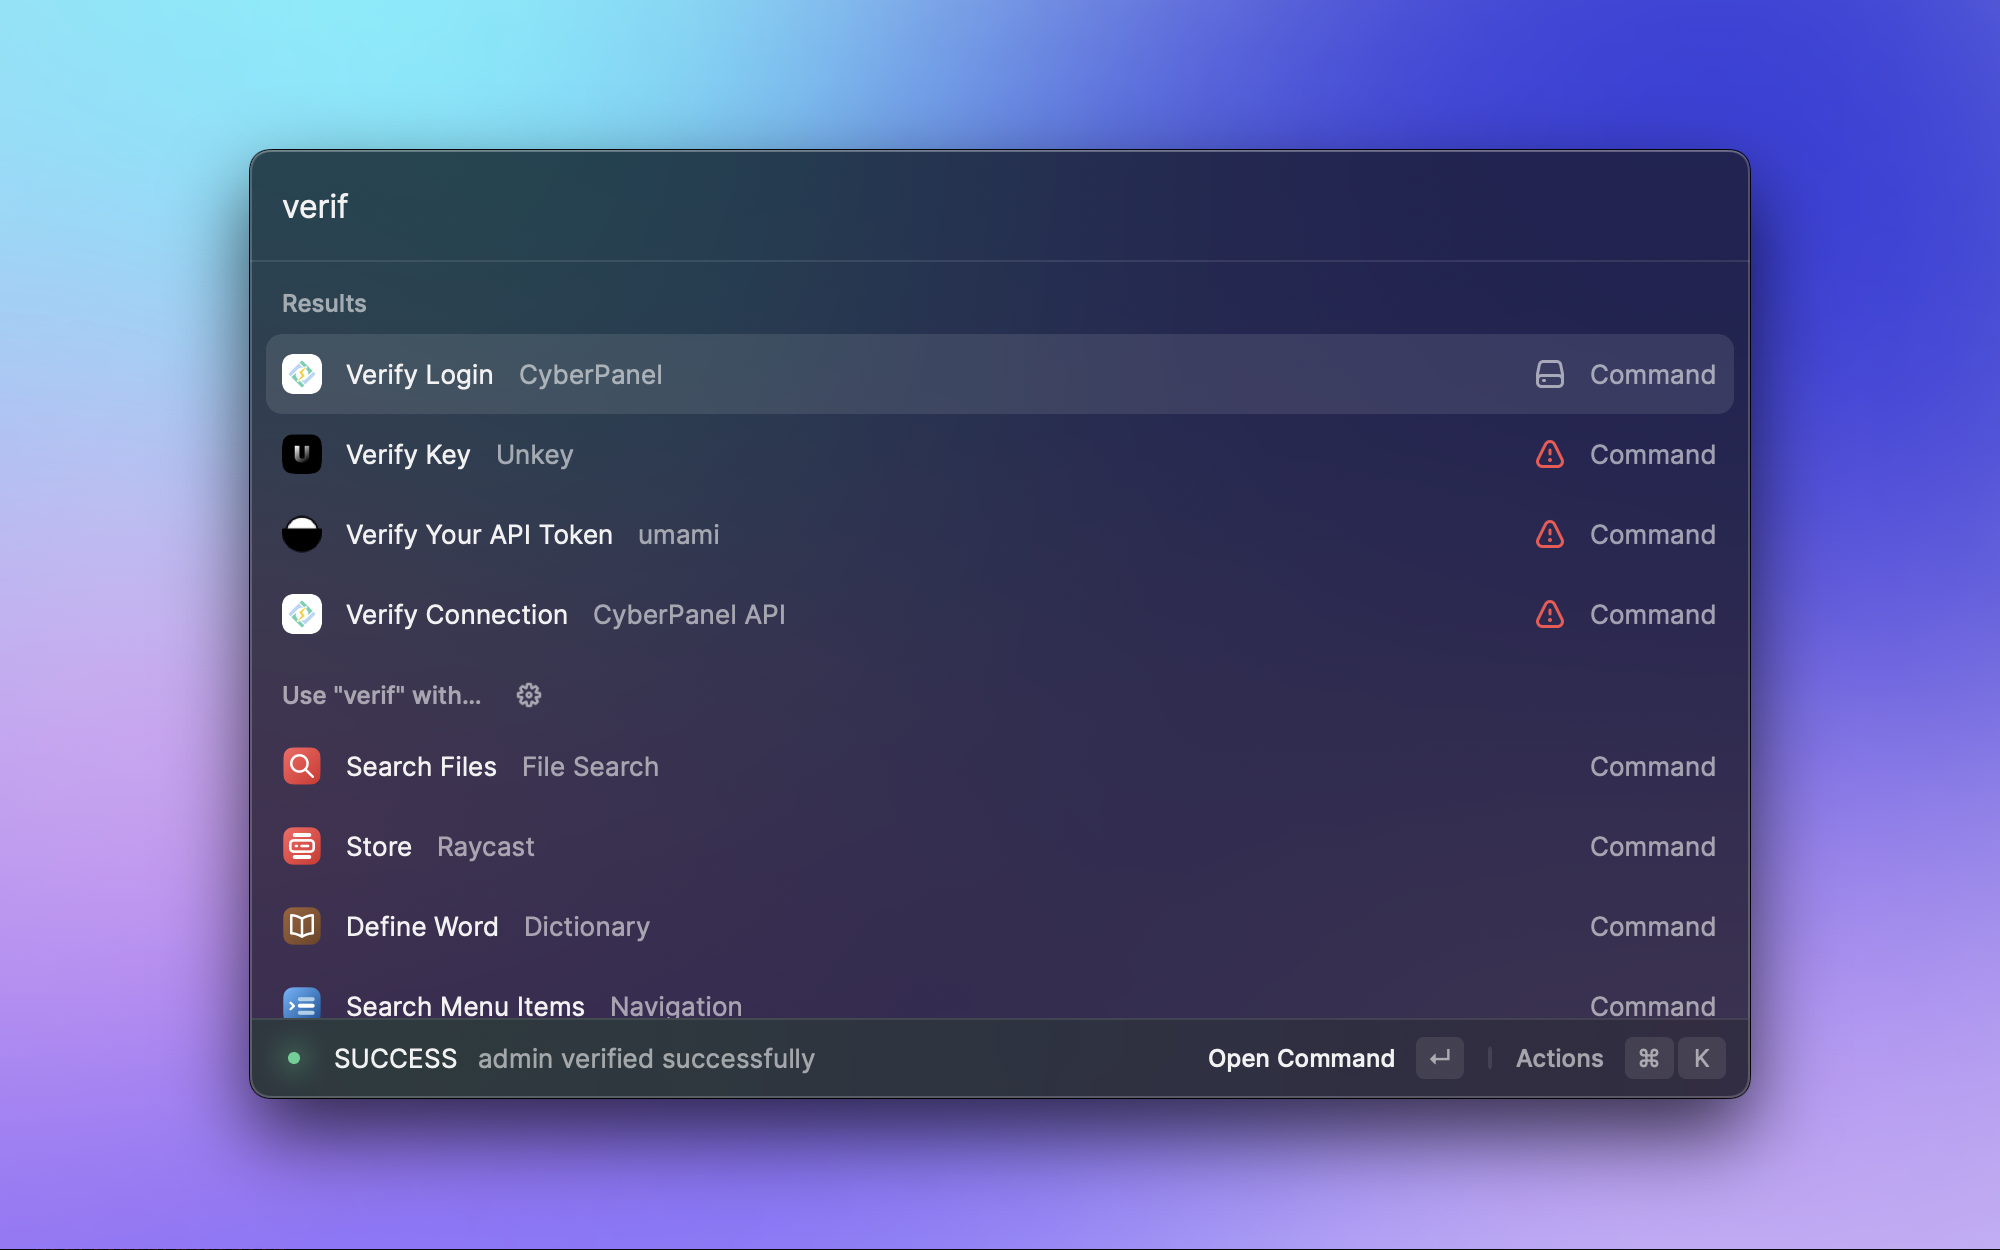 verif
Results
Verify Login CyberPanel Command
U Verify Key Unkey Command
Verify Your API Token umami Command
Verify Connection CyberPanel API Command
Use "verif" with...
Search Files File Search Command
Store Raycast Command
Define Word Dictionary Command
Search Menu Items Navigation Command
SUCCESS admin verified successfully Open Command ↵ Actions ⌘ K